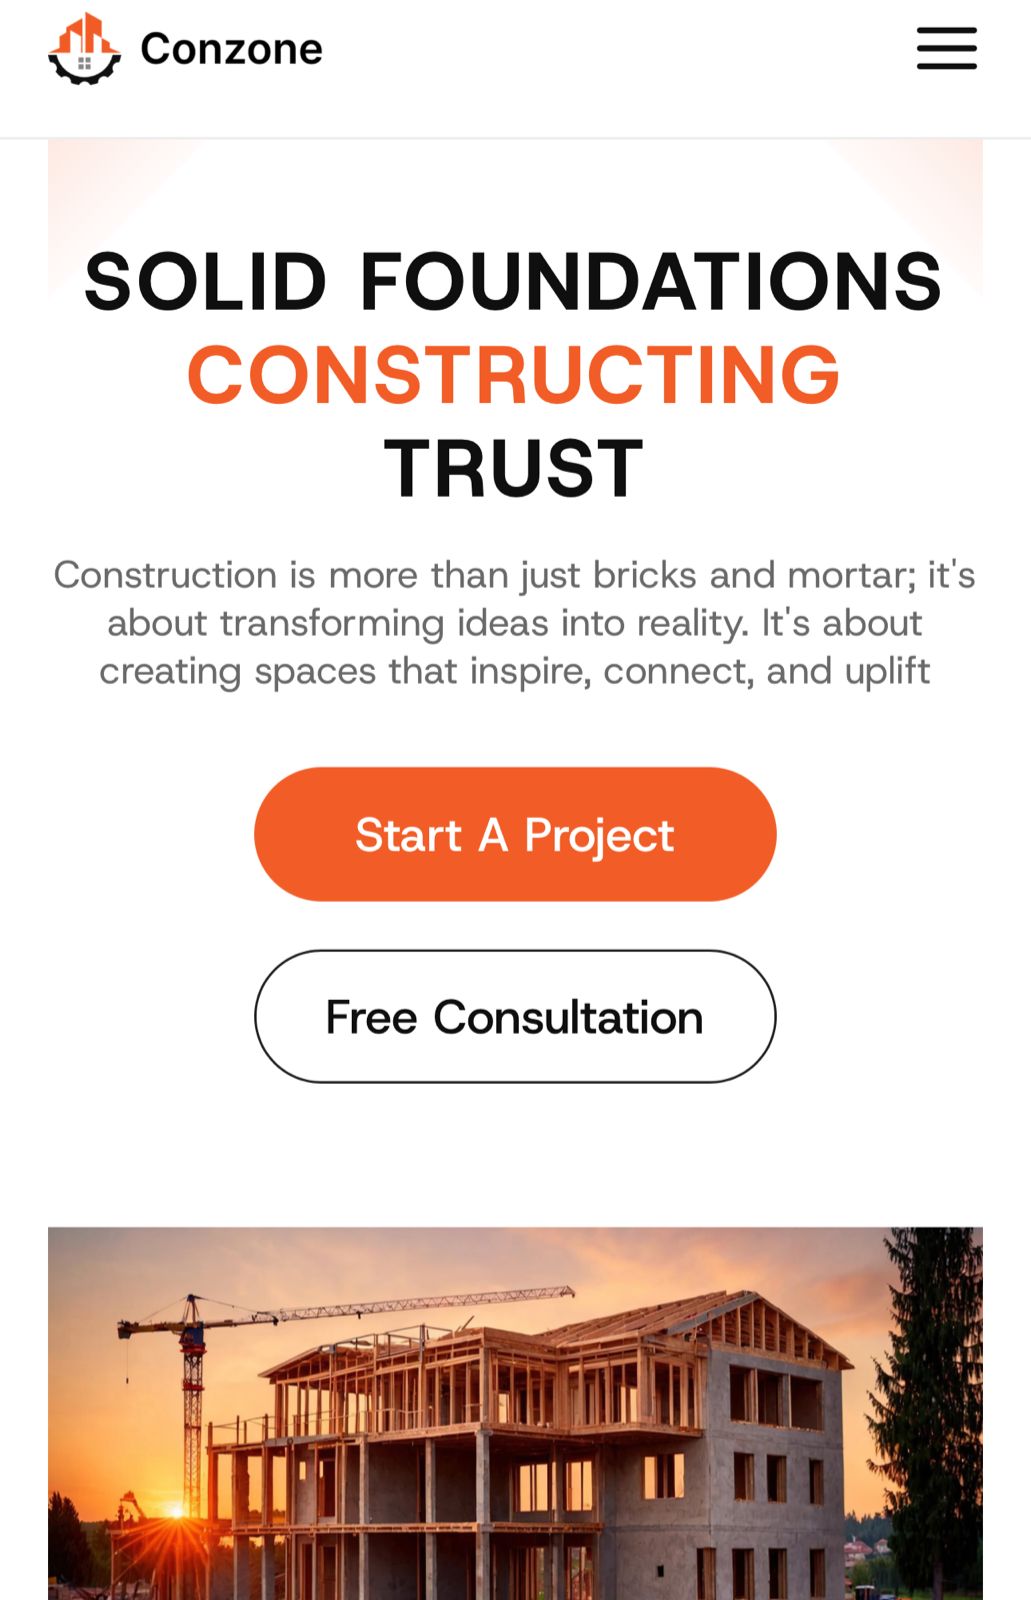 Conzone
SOLID FOUNDATIONS
CONSTRUCTING
TRUST
Construction is more than just bricks and mortar; it's
about transforming ideas into reality. It's about
creating spaces that inspire, connect, and uplift
Start A Project
Free Consultation